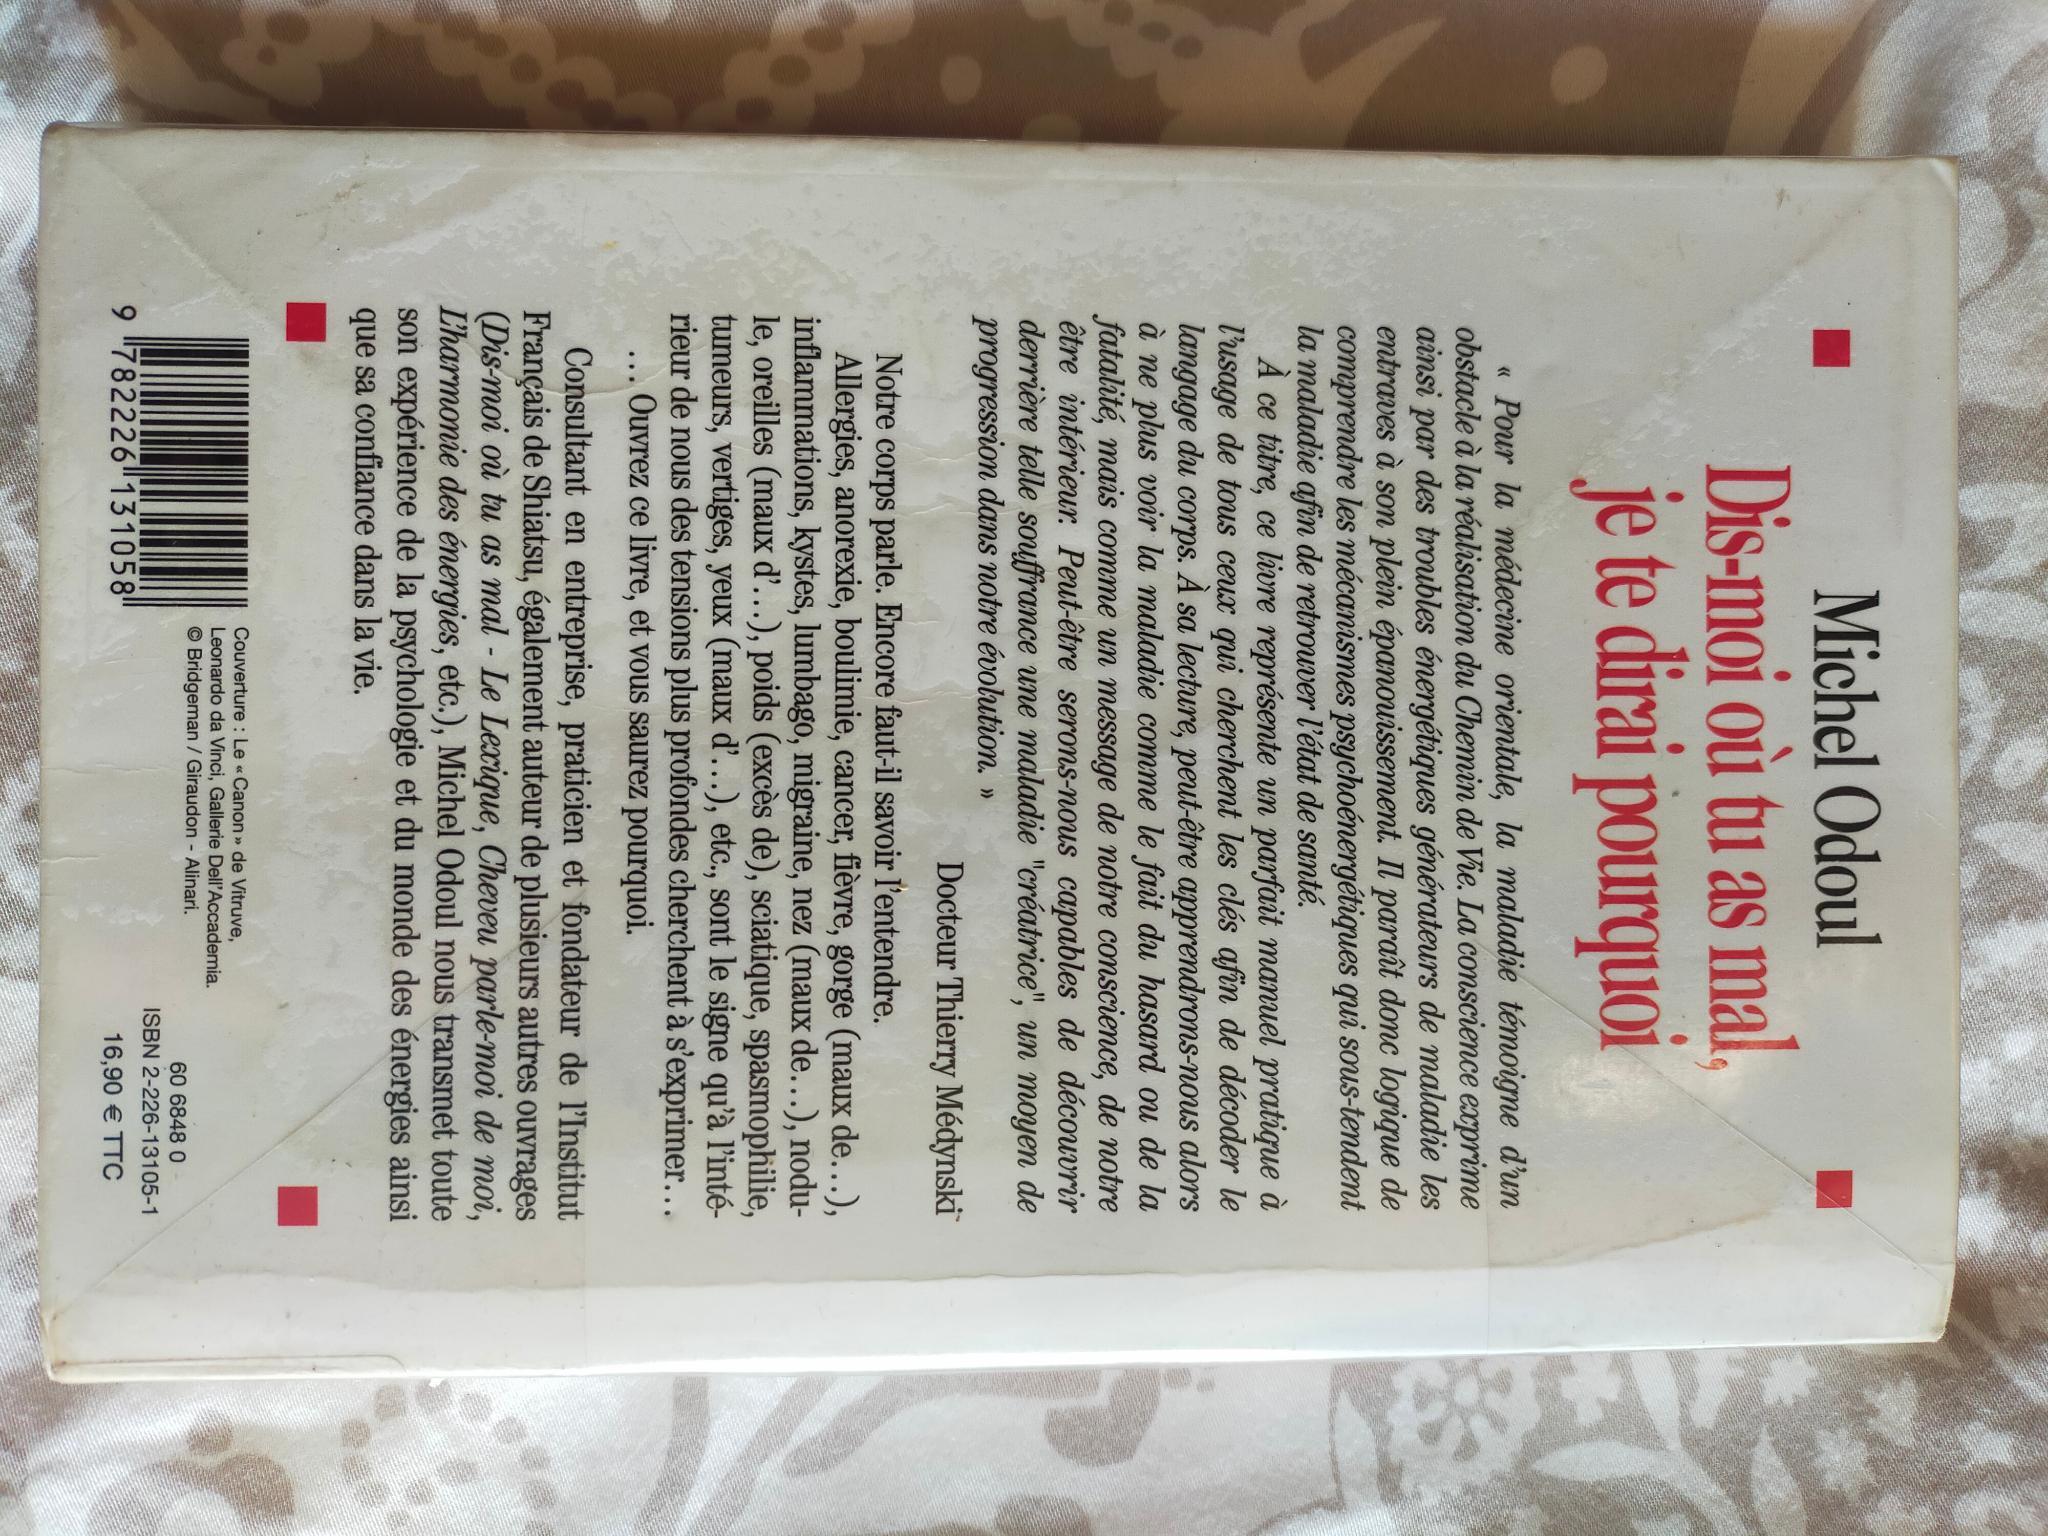 Michel Odoul
Dis-moi où tu as mal,
je te dirai pourquoi
« Pour la médecine orientale, la maladie témoigne d'un
obstacle à la réalisation du Chemin de Vie. La conscience exprime
ainsi par des troubles énergétiques générateurs de maladie les
entraves à son plein épanouissement. Il paraît donc logique de
comprendre les mécanismes psychoénergétiques qui sous-tendent
la maladie afin de retrouver l'état de santé.
À ce titre, ce livre représente un parfait manuel pratique à
l'usage de tous ceux qui cherchent les clés afin de décoder le
langage du corps. À sa lecture, peut-être apprendrons-nous alors
à ne plus voir la maladie comme le fait du hasard ou de la
fatalité, mais comme un message de notre conscience, de notre
être intérieur. Peut-être serons-nous capables de découvrir
derrière telle souffrance une maladie "créatrice", un moyen de
progression dans notre évolution. »
Docteur Thierry Médynski
Notre corps parle. Encore faut-il savoir l'entendre.
Allergies, anorexie, boulimie, cancer, fièvre, gorge (maux de…),
inflammations, kystes, lumbago, migraine, nez (maux de…), nodu-
le, oreilles (maux d'…), poids (excès de), sciatique, spasmophilie,
tumeurs, vertiges, yeux (maux d'…), etc., sont le signe qu'à l'inté-
rieur de nous des tensions plus profondes cherchent à s'exprimer…
… Ouvrez ce livre, et vous saurez pourquoi.
Consultant en entreprise, praticien et fondateur de l'Institut
Français de Shiatsu, également auteur de plusieurs autres ouvrages
(Dis-moi où tu as mal - Le Lexique, Cheveu parle-moi de moi,
L'harmonie des énergies, etc.), Michel Odoul nous transmet toute
son expérience de la psychologie et du monde des énergies ainsi
que sa confiance dans la vie.
Couverture : Le « Canon » de Vitruve,
Leonardo da Vinci, Gallerie Dell'Accademia.
© Bridgeman / Giraudon - Alinari.
9 782226 131058
60 6848 0
ISBN 2-226-13105-1
16,90 € TTC